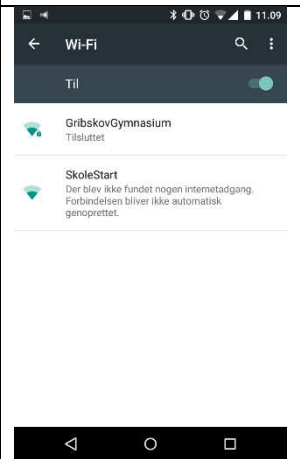 11.09
Wi-Fi
Til
GribskovGymnasium
Tilsluttet
SkoleStart
Der blev ikke fundet nogen internetadgang.
Forbindelsen bliver ikke automatisk
genoprettet.